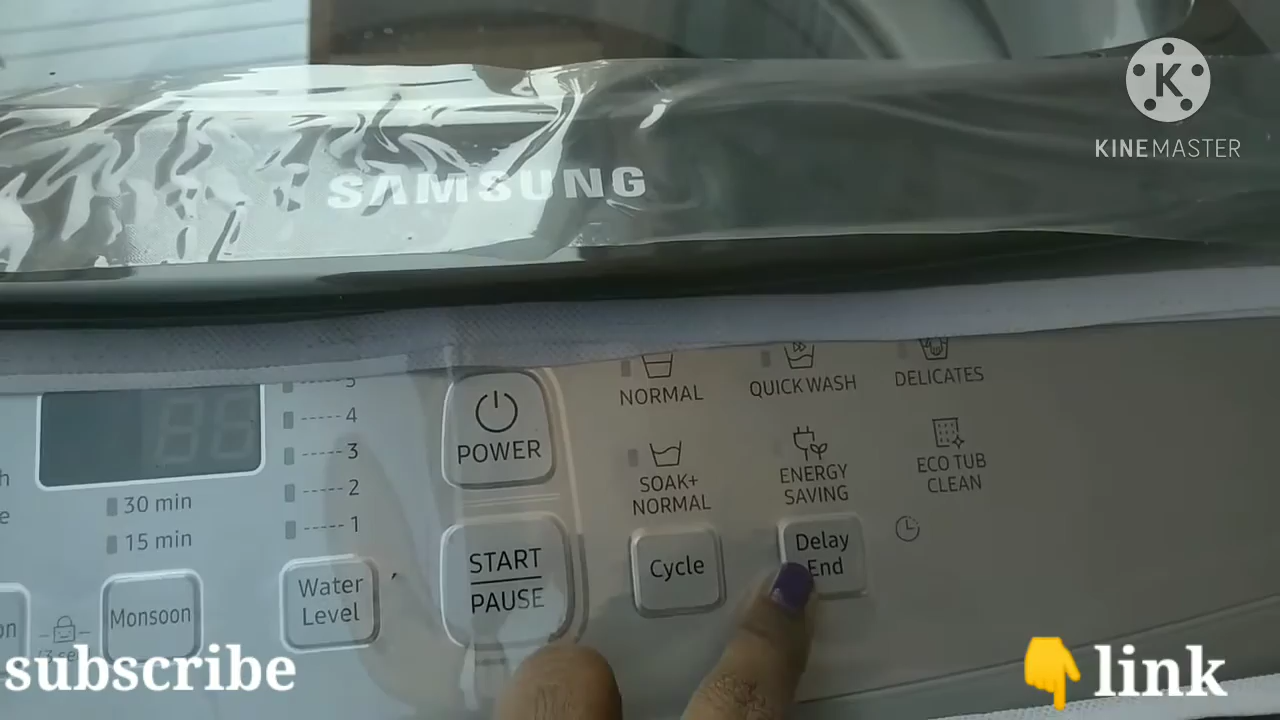 KINEMASTER
SAMSUNG
NORMAL
QUICK WASH
DELICATES
4
3
2
1
30 min
15 min
POWER
START
PAUSE
SOAK+
NORMAL
ENERGY
SAVING
ECO TUB
CLEAN
Cycle
Delay
End
Water
Level
Monsoon
subscribe
link